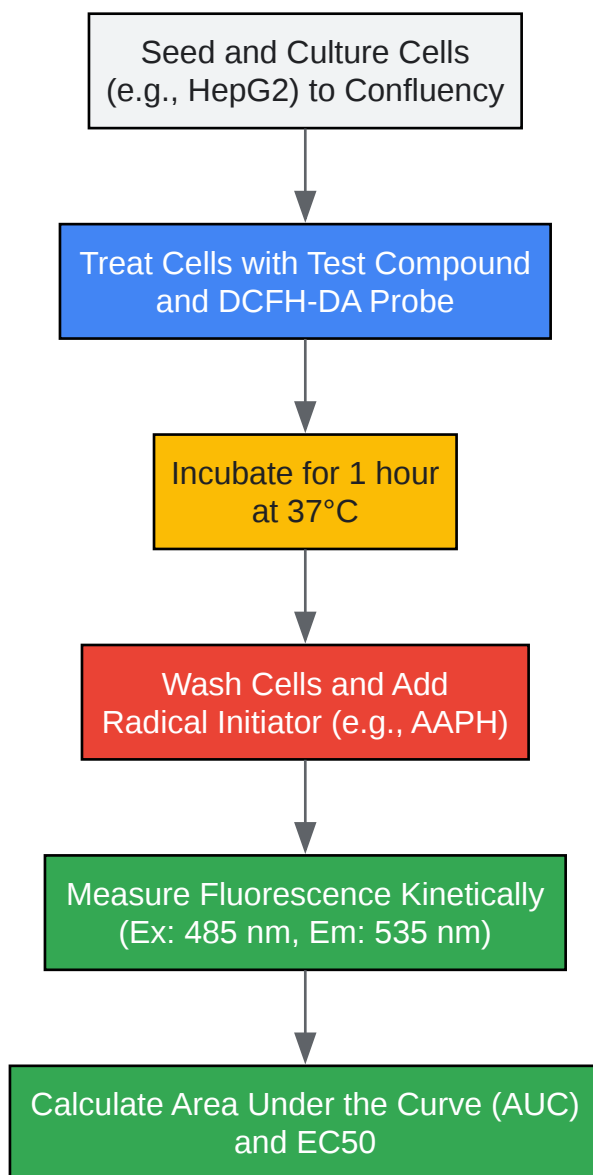 Seed and Culture Cells
(e.g., HepG2) to Confluency
Treat Cells with Test Compound
and DCFH-DA Probe
Incubate for 1 hour
at 37°C
Wash Cells and Add
Radical Initiator (e.g., AAPH)
Measure Fluorescence Kinetically
(Ex: 485 nm, Em: 535 nm)
Calculate Area Under the Curve (AUC)
and EC50